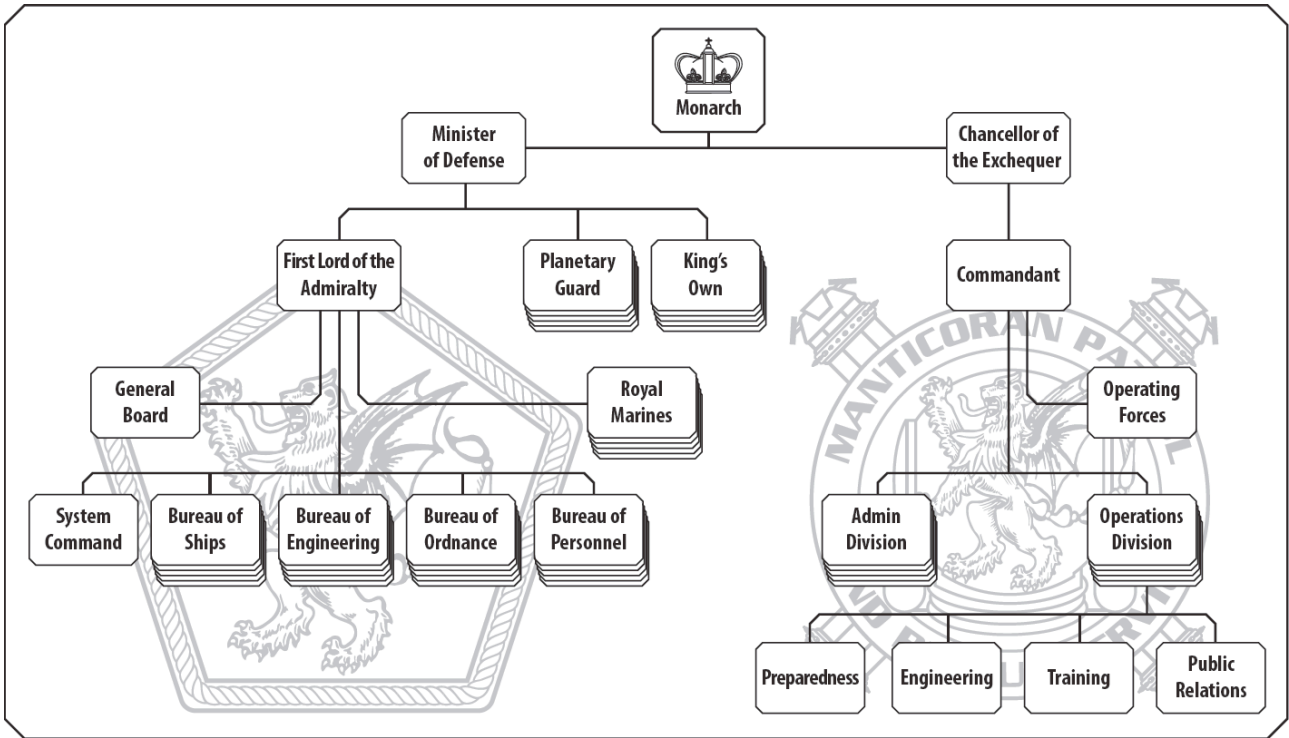 Monarch
Minister
of Defense
Chancellor of
the Exchequer
First Lord of the
Admiralty
Planetary
Guard
King's
Own
Commandant
General
Board
Royal
Marines
Operating
Forces
System
Command
Bureau of
Ships
Bureau of
Engineering
Bureau of
Ordnance
Bureau of
Personnel
Admin
Division
Operations
Division
Preparedness
Engineering
Training
Public
Relations
MANTICORAN